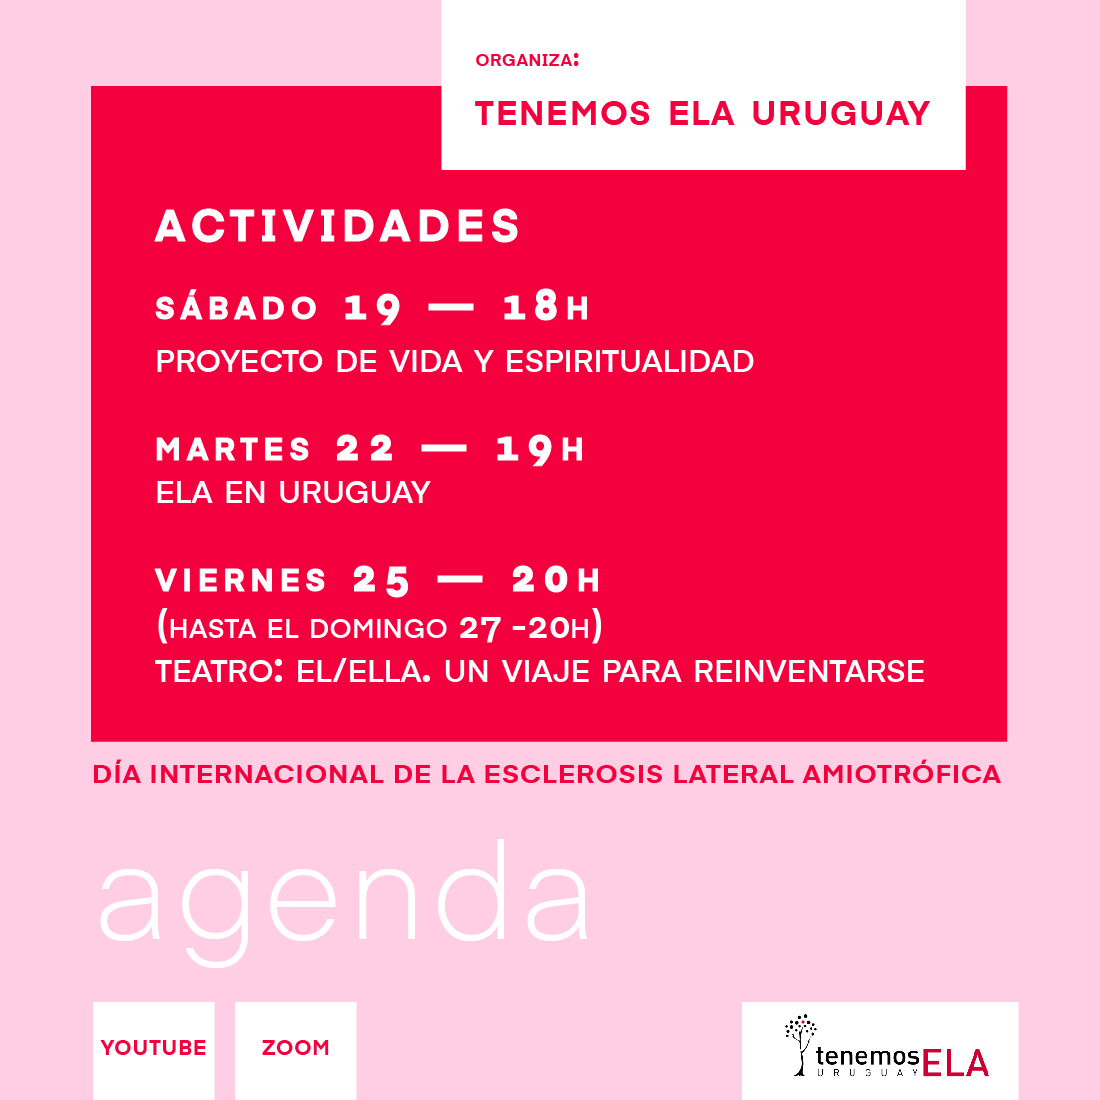 ORGANIZA:
TENEMOS ELA URUGUAY
ACTIVIDADES
SÁBADO 19 — 18H
PROYECTO DE VIDA Y ESPIRITUALIDAD
MARTES 22 — 19H
ELA EN URUGUAY
VIERNES 25 — 20H
(HASTA EL DOMINGO 27 -20H)
TEATRO: EL/ELLA. UN VIAJE PARA REINVENTARSE
DÍA INTERNACIONAL DE LA ESCLEROSIS LATERAL AMIOTRÓFICA
agenda
YOUTUBE
ZOOM
tenemosELA
URUGUAY